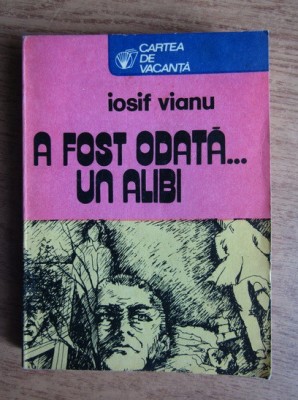 CARTEA
DE
VACANȚĂ
iosif vianu
A FOST ODATĂ...
UN ALIBI